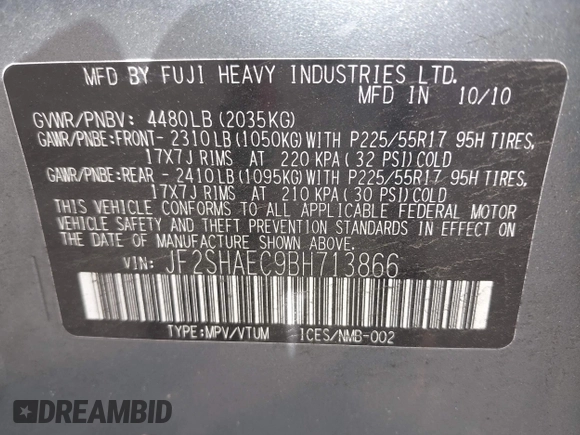 MFD BY FUJI HEAVY INDUSTRIES LTD.
MFD IN 10/10
GVWR/PNBV: 4480LB (2035KG)
GAWR/PNBE:FRONT- 2310LB (1050KG) WITH P225/55R17 95H TIRES,
17X7J RIMS AT 220 KPA ( 32 PSI) COLD
GAWR/PNBE:REAR - 2410LB (1095KG) WITH P225/55R17 95H TIRES,
17X7J RIMS AT 210 KPA ( 30 PSI) COLD
THIS VEHICLE CONFORMS TO ALL APPLICABLE FEDERAL MOTOR
VEHICLE SAFETY AND THEFT PREVENTION STANDARDS IN EFFECT ON
THE DATE OF MANUFACTURE SHOWN ABOVE.
VIN: JF2SHAEC9BH713866
TYPE:MPV/VTUM ICES/NMB-002
DREAMBID